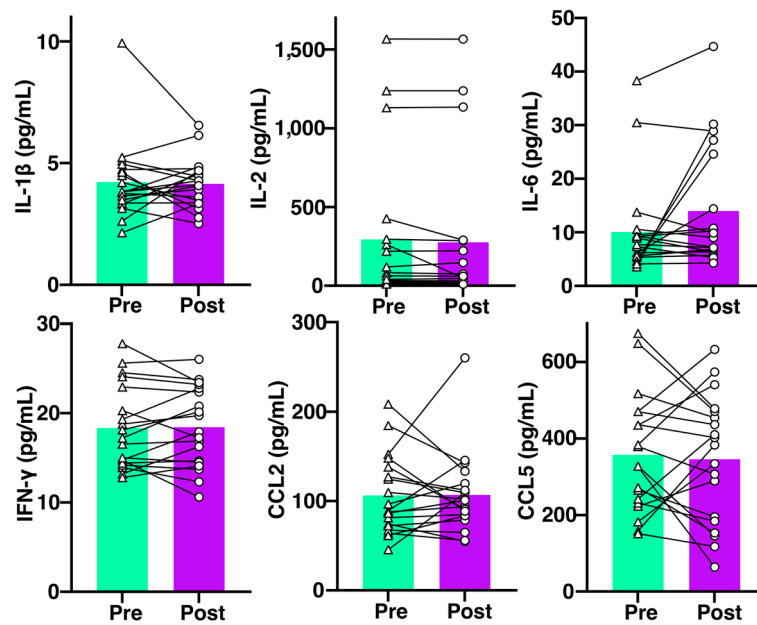 IL-1β (pg/mL)
10
5
0
Pre Post
IL-2 (pg/mL)
1,500
1,000
500
0
Pre Post
IL-6 (pg/mL)
50
40
30
20
10
0
Pre Post
IFN-γ (pg/mL)
30
20
10
0
Pre Post
CCL2 (pg/mL)
300
200
100
0
Pre Post
CCL5 (pg/mL)
600
400
200
0
Pre Post